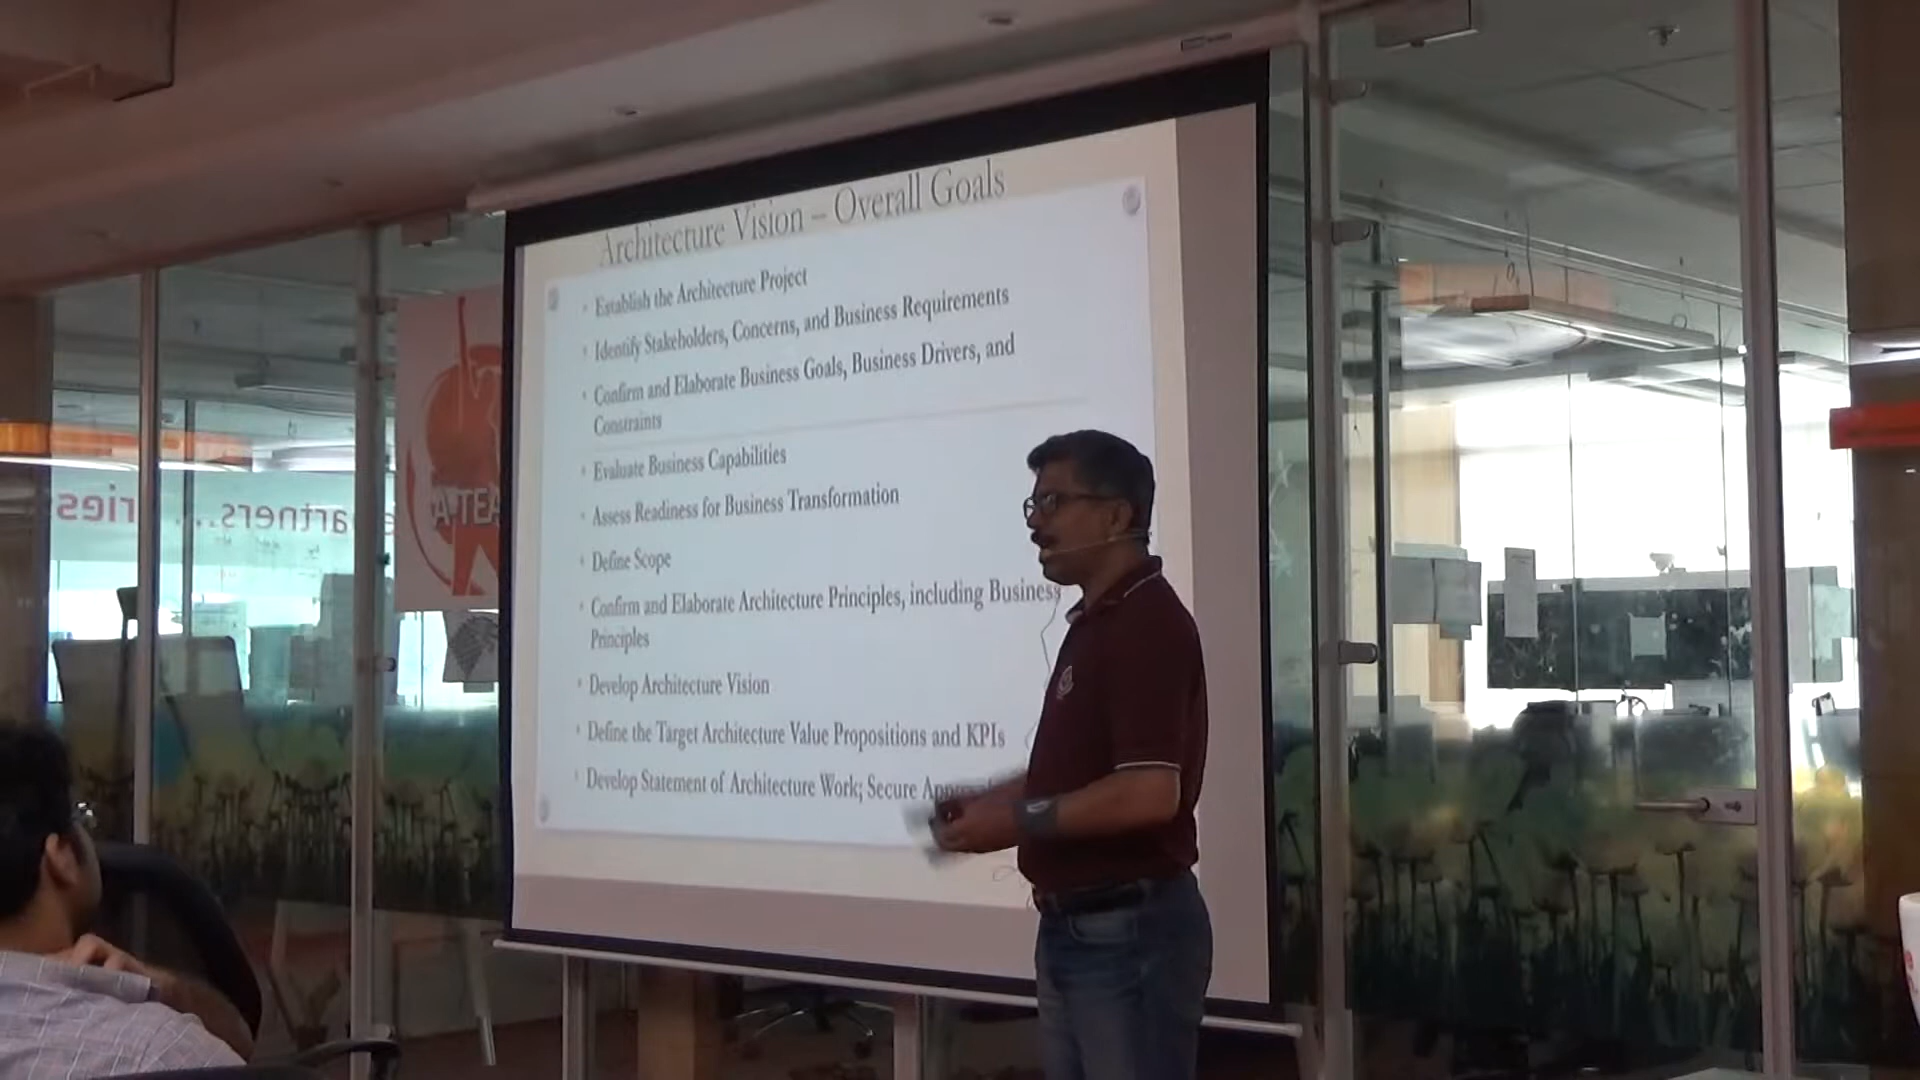 Architecture Vision – Overall Goals
Establish the Architecture Project
Identify Stakeholders, Concerns, and Business Requirements
Confirm and Elaborate Business Goals, Business Drivers, and
Constraints
Evaluate Business Capabilities
Assess Readiness for Business Transformation
Define Scope
Confirm and Elaborate Architecture Principles, including Business
Principles
Develop Architecture Vision
Define the Target Architecture Value Propositions and KPIs
Develop Statement of Architecture Work; Secure